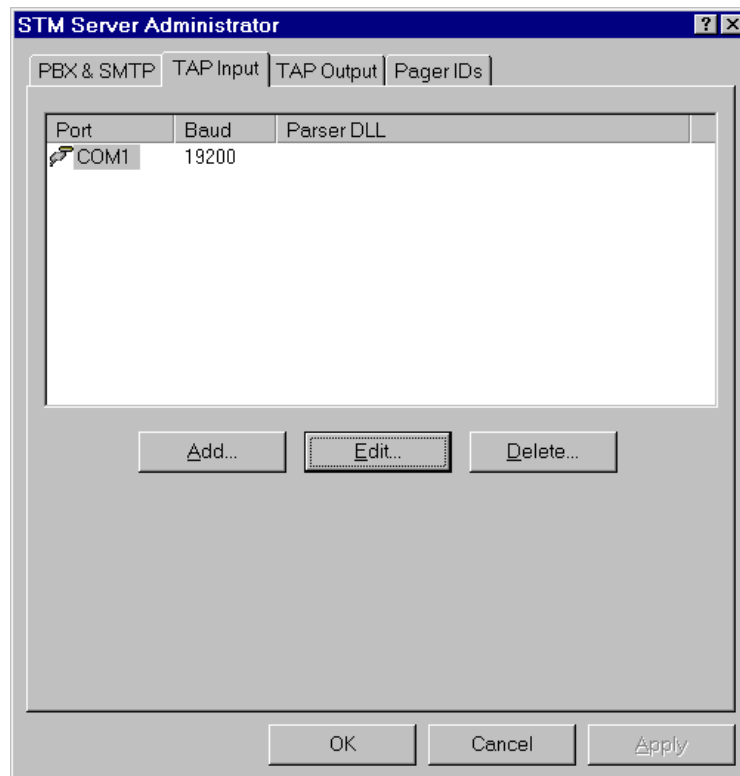 STM Server Administrator
PBX & SMTP TAP Input TAP Output Pager IDs
Port Baud Parser DLL
COM1 19200
Add... Edit... Delete...
OK Cancel Apply